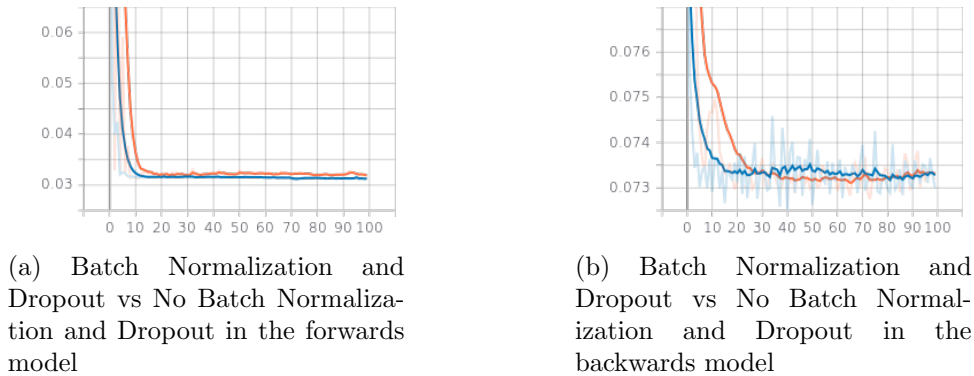 0.06
0.05
0.04
0.03
0 10 20 30 40 50 60 70 80 90 100
(a) Batch Normalization and
Dropout vs No Batch Normaliza-
tion and Dropout in the forwards
model
0.076
0.075
0.074
0.073
0 10 20 30 40 50 60 70 80 90 100
(b) Batch Normalization and
Dropout vs No Batch Normal-
ization and Dropout in the
backwards model